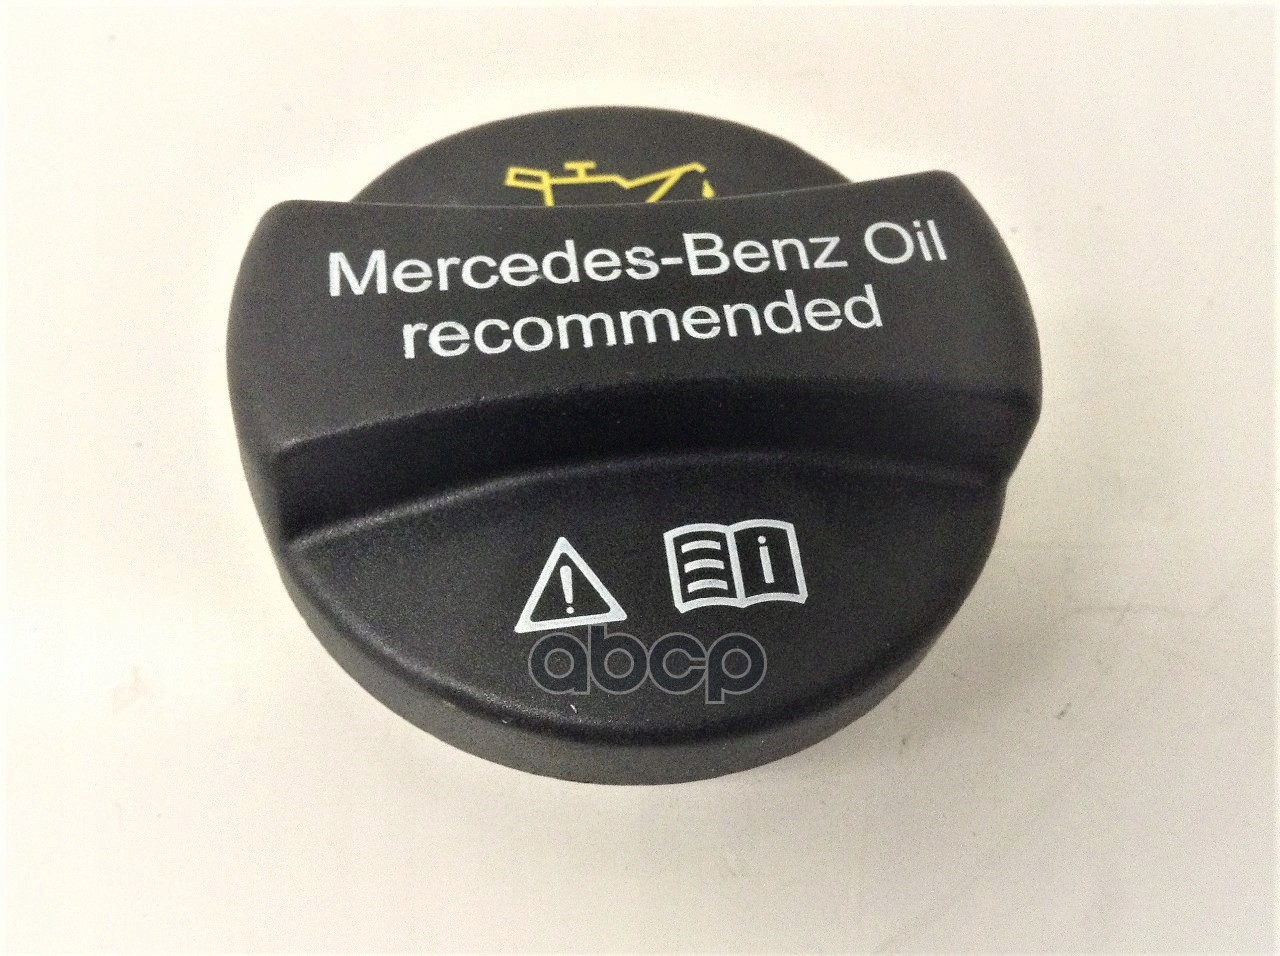 Mercedes-Benz Oil
recommended
abcp